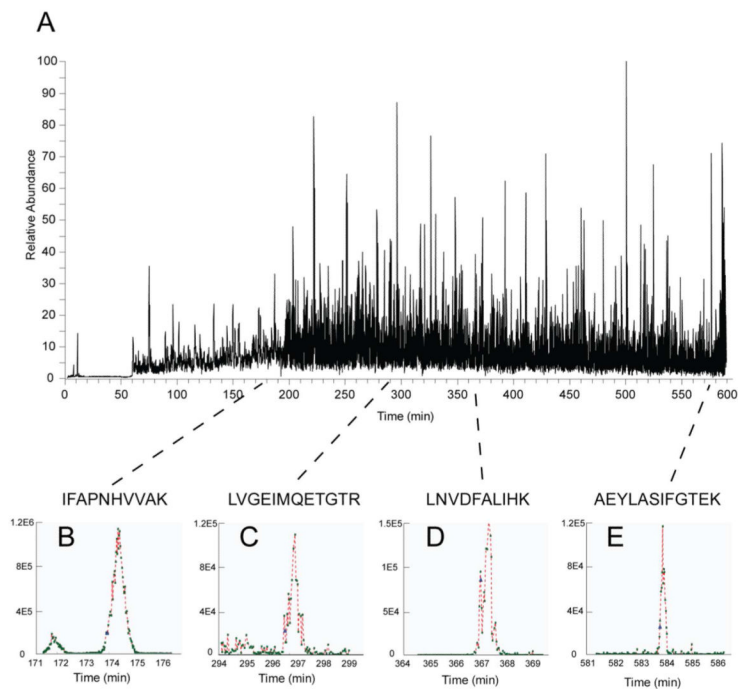 A
100
90
80
70
60
50
40
30
20
10
0
Relative Abundance
0 50 100 150 200 250 300 350 400 450 500 550 600
Time (min)
IFAPNHVVAK LVGEIMQETGTR LNVDFALIHK AEYLASIFGTEK
B
1.2E6
8E5
4E5
0
171 172 173 174 175 176
Time (min)
C
1.2E5
8E4
4E4
0
294 295 296 297 298 299
Time (min)
D
1.5E5
1E5
5E4
0
364 365 366 367 368 369
Time (min)
E
1.2E5
8E4
4E4
0
581 582 583 584 585 586
Time (min)